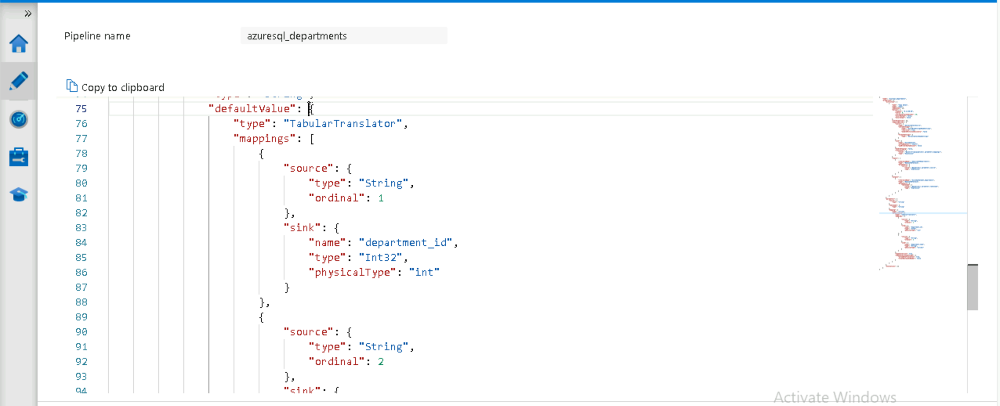 »
Pipeline name azuresql_departments
Copy to clipboard
75 "defaultValue": {
76 "type": "TabularTranslator",
77 "mappings": [
78 {
79 "source": {
80 "type": "String",
81 "ordinal": 1
82 },
83 "sink": {
84 "name": "department_id",
85 "type": "Int32",
86 "physicalType": "int"
87 }
88 },
89 {
90 "source": {
91 "type": "String",
92 "ordinal": 2
93 },
94 "sink": {
Activate Windows